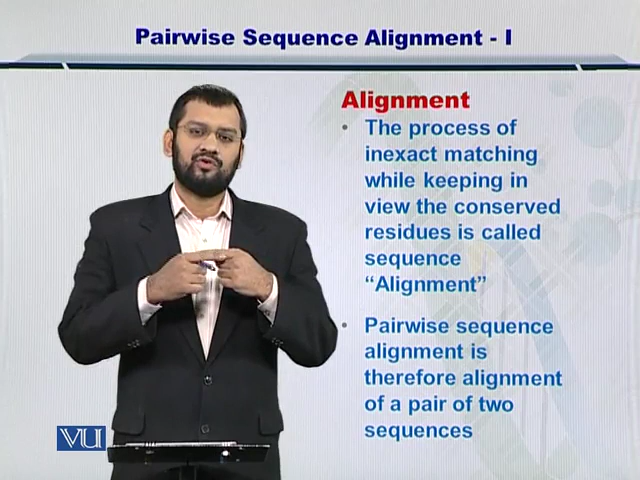 Pairwise Sequence Alignment - I
Alignment
• The process of
inexact matching
while keeping in
view the conserved
residues is called
sequence
“Alignment”
• Pairwise sequence
alignment is
therefore alignment
of a pair of two
sequences
VU